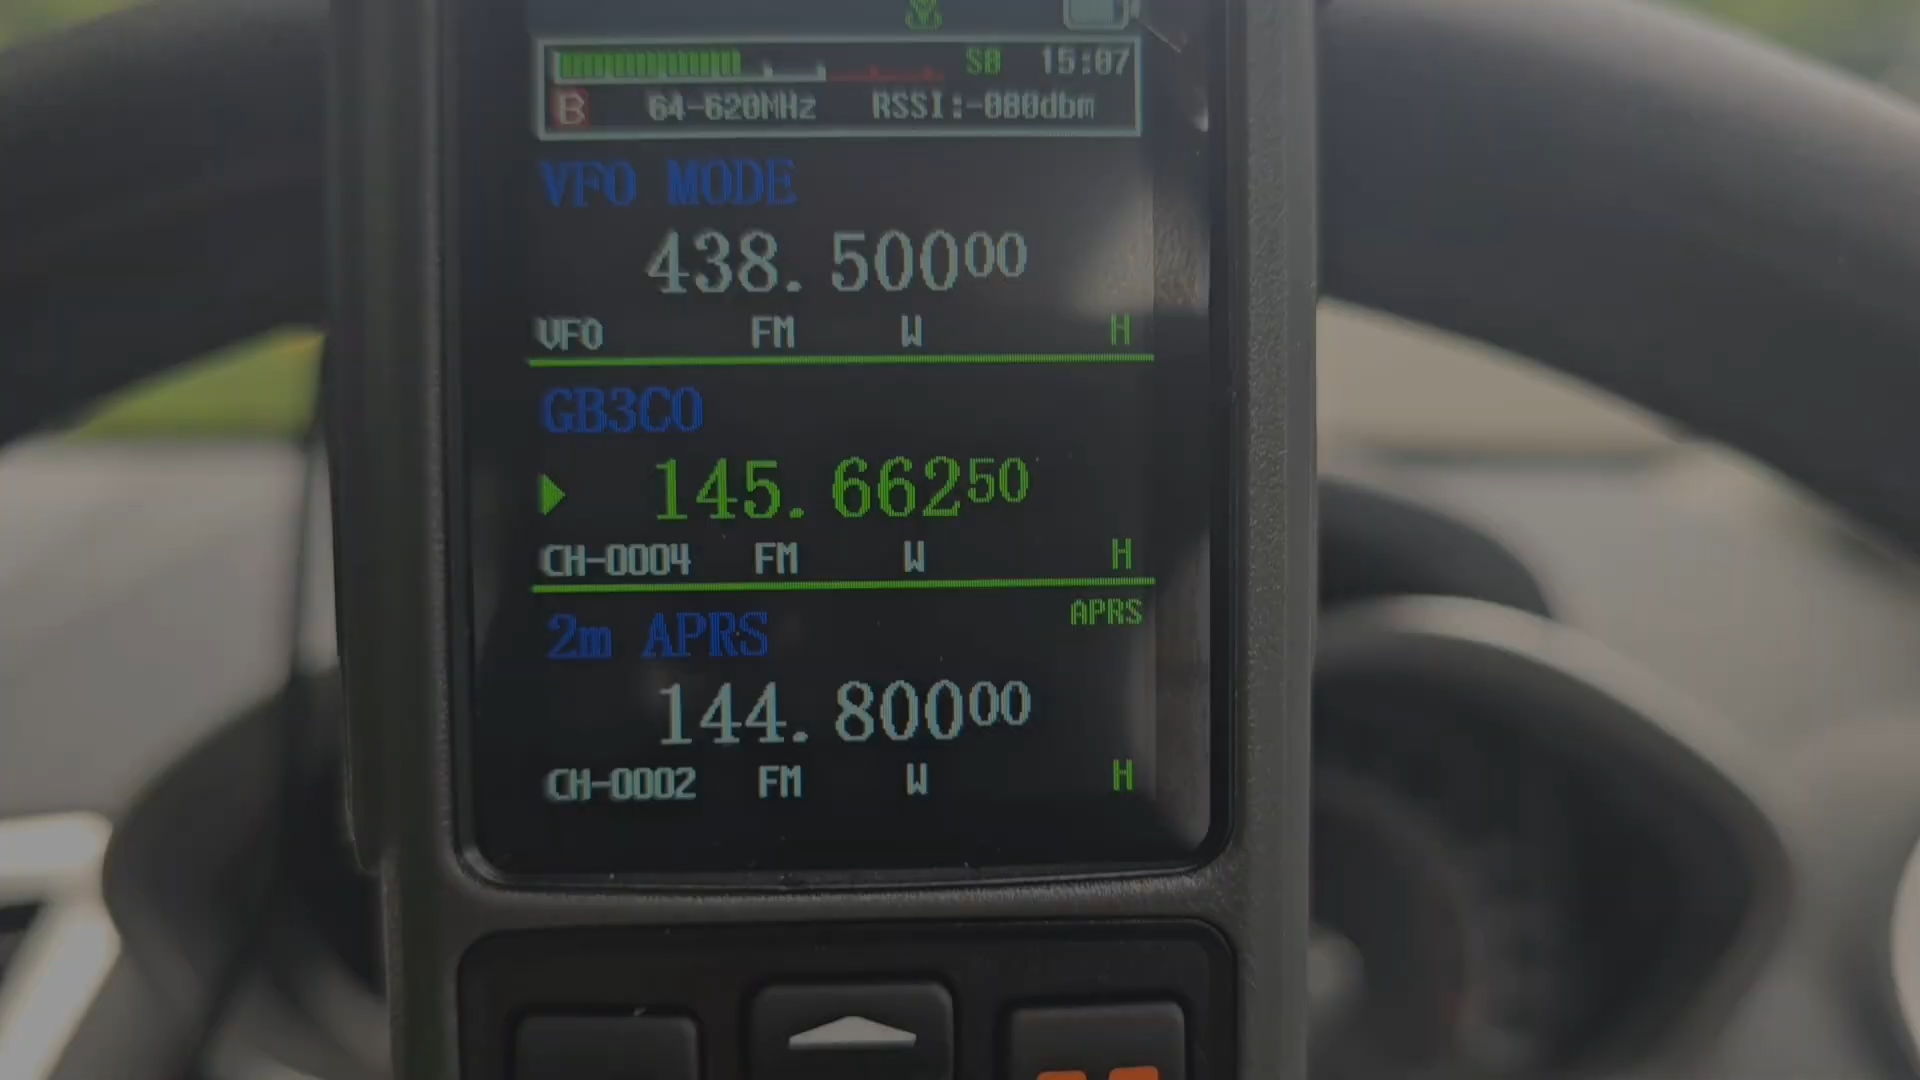 S8 15:07
B 64-620MHz RSSI:-080dbm
VFO MODE
438.50000
VFO FM W H
GB3CO
145.66250
CH-0004 FM W H
2m APRS APRS
144.80000
CH-0002 FM W H